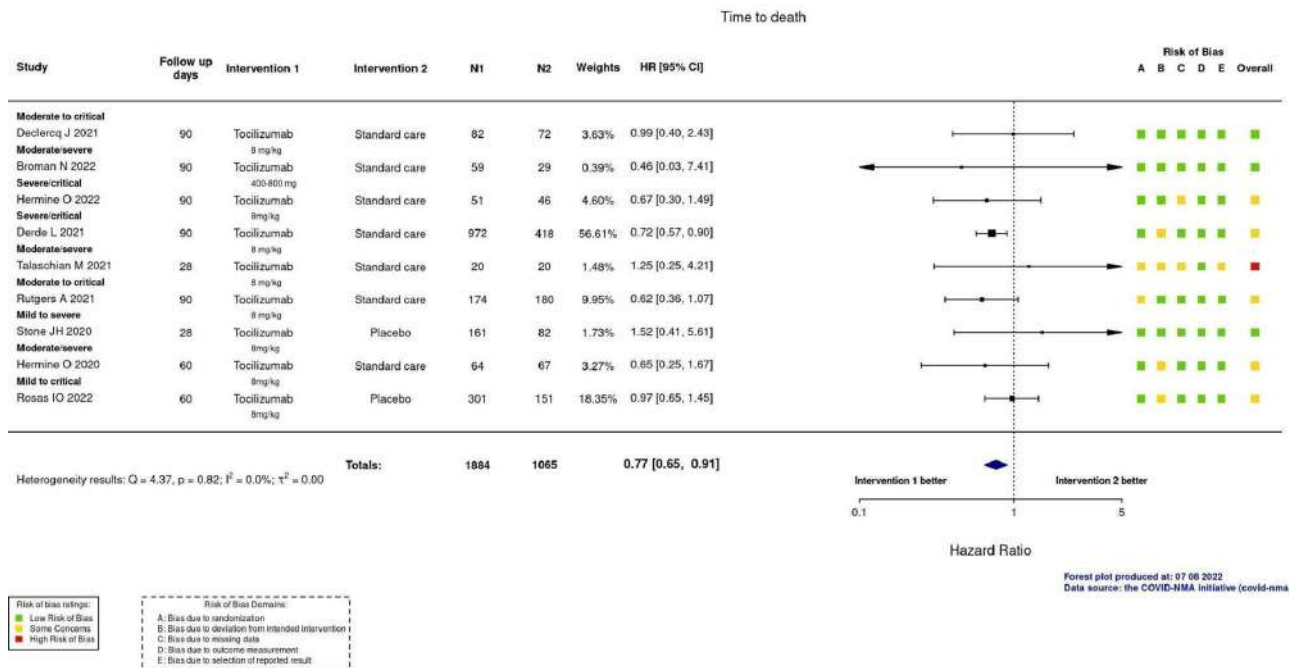 Time to death
Risk of Bias
Study Follow up days Intervention 1 Intervention 2 N1 N2 Weights HR [95% CI] A B C D E Overall
Moderate to critical
Declercq J 2021 90 Tocilizumab Standard care 82 72 3.63% 0.99 [0.40, 2.43]
Moderate/severe 8 mg/kg
Broman N 2022 90 Tocilizumab Standard care 59 29 0.39% 0.46 [0.03, 7.41]
Severe/critical 400-800 mg
Hermine O 2022 90 Tocilizumab Standard care 51 46 4.60% 0.67 [0.30, 1.49]
Severe/critical 8mg/kg
Derde L 2021 90 Tocilizumab Standard care 972 418 56.61% 0.72 [0.57, 0.90]
Moderate/severe 8 mg/kg
Talaschian M 2021 28 Tocilizumab Standard care 20 20 1.48% 1.25 [0.25, 4.21]
Moderate to critical 8 mg/kg
Rutgers A 2021 90 Tocilizumab Standard care 174 180 9.95% 0.62 [0.36, 1.07]
Mild to severe 8 mg/kg
Stone JH 2020 28 Tocilizumab Placebo 161 82 1.73% 1.52 [0.41, 5.61]
Moderate/severe 8mg/kg
Hermine O 2020 60 Tocilizumab Standard care 64 67 3.27% 0.65 [0.25, 1.67]
Mild to critical 8mg/kg
Rosas IO 2022 60 Tocilizumab Placebo 301 151 18.35% 0.97 [0.65, 1.45]
8mg/kg
Totals: 1884 1065 0.77 [0.65, 0.91]
Heterogeneity results: Q = 4.37, p = 0.82; I² = 0.0%; τ² = 0.00
Intervention 1 better Intervention 2 better
0.1 1 5
Hazard Ratio
Forest plot produced at: 07 08 2022
Data source: the COVID-NMA initiative (covid-nma
Risk of bias ratings:
Low Risk of Bias
Some Concerns
High Risk of Bias
Risk of Bias Domains:
A: Bias due to randomization
B: Bias due to deviation from intended intervention
C: Bias due to missing data
D: Bias due to outcome measurement
E: Bias due to selection of reported result